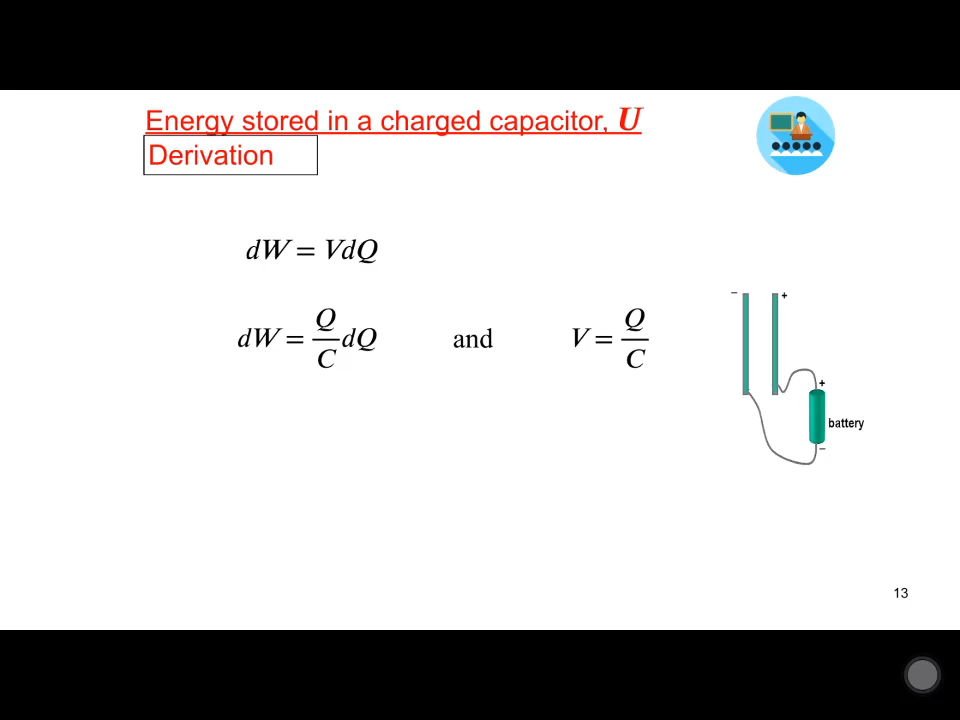 Energy stored in a charged capacitor, U
Derivation
dW = VdQ
dW = Q/C dQ and V = Q/C
− +
+
battery
−
13